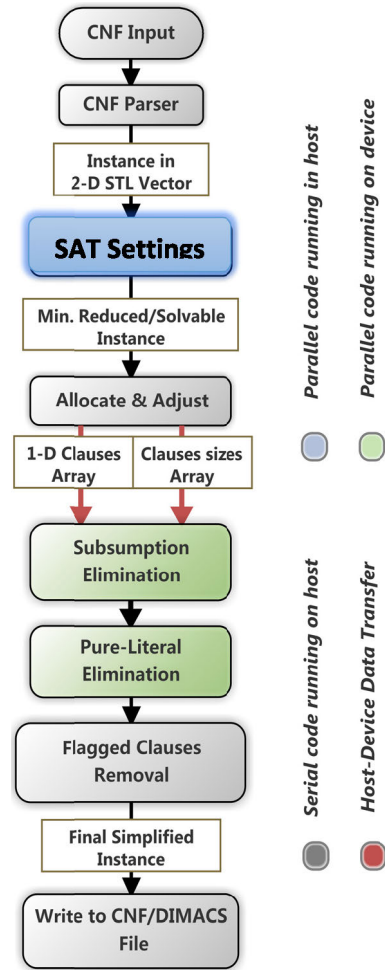 CNF Input
CNF Parser
Instance in
2-D STL Vector
SAT Settings
Min. Reduced/Solvable
Instance
Allocate & Adjust
1-D Clauses
Array
Clauses sizes
Array
Subsumption
Elimination
Pure-Literal
Elimination
Flagged Clauses
Removal
Final Simplified
Instance
Write to CNF/DIMACS
File
Parallel code running in host
Parallel code running on device
Serial code running on host
Host-Device Data Transfer